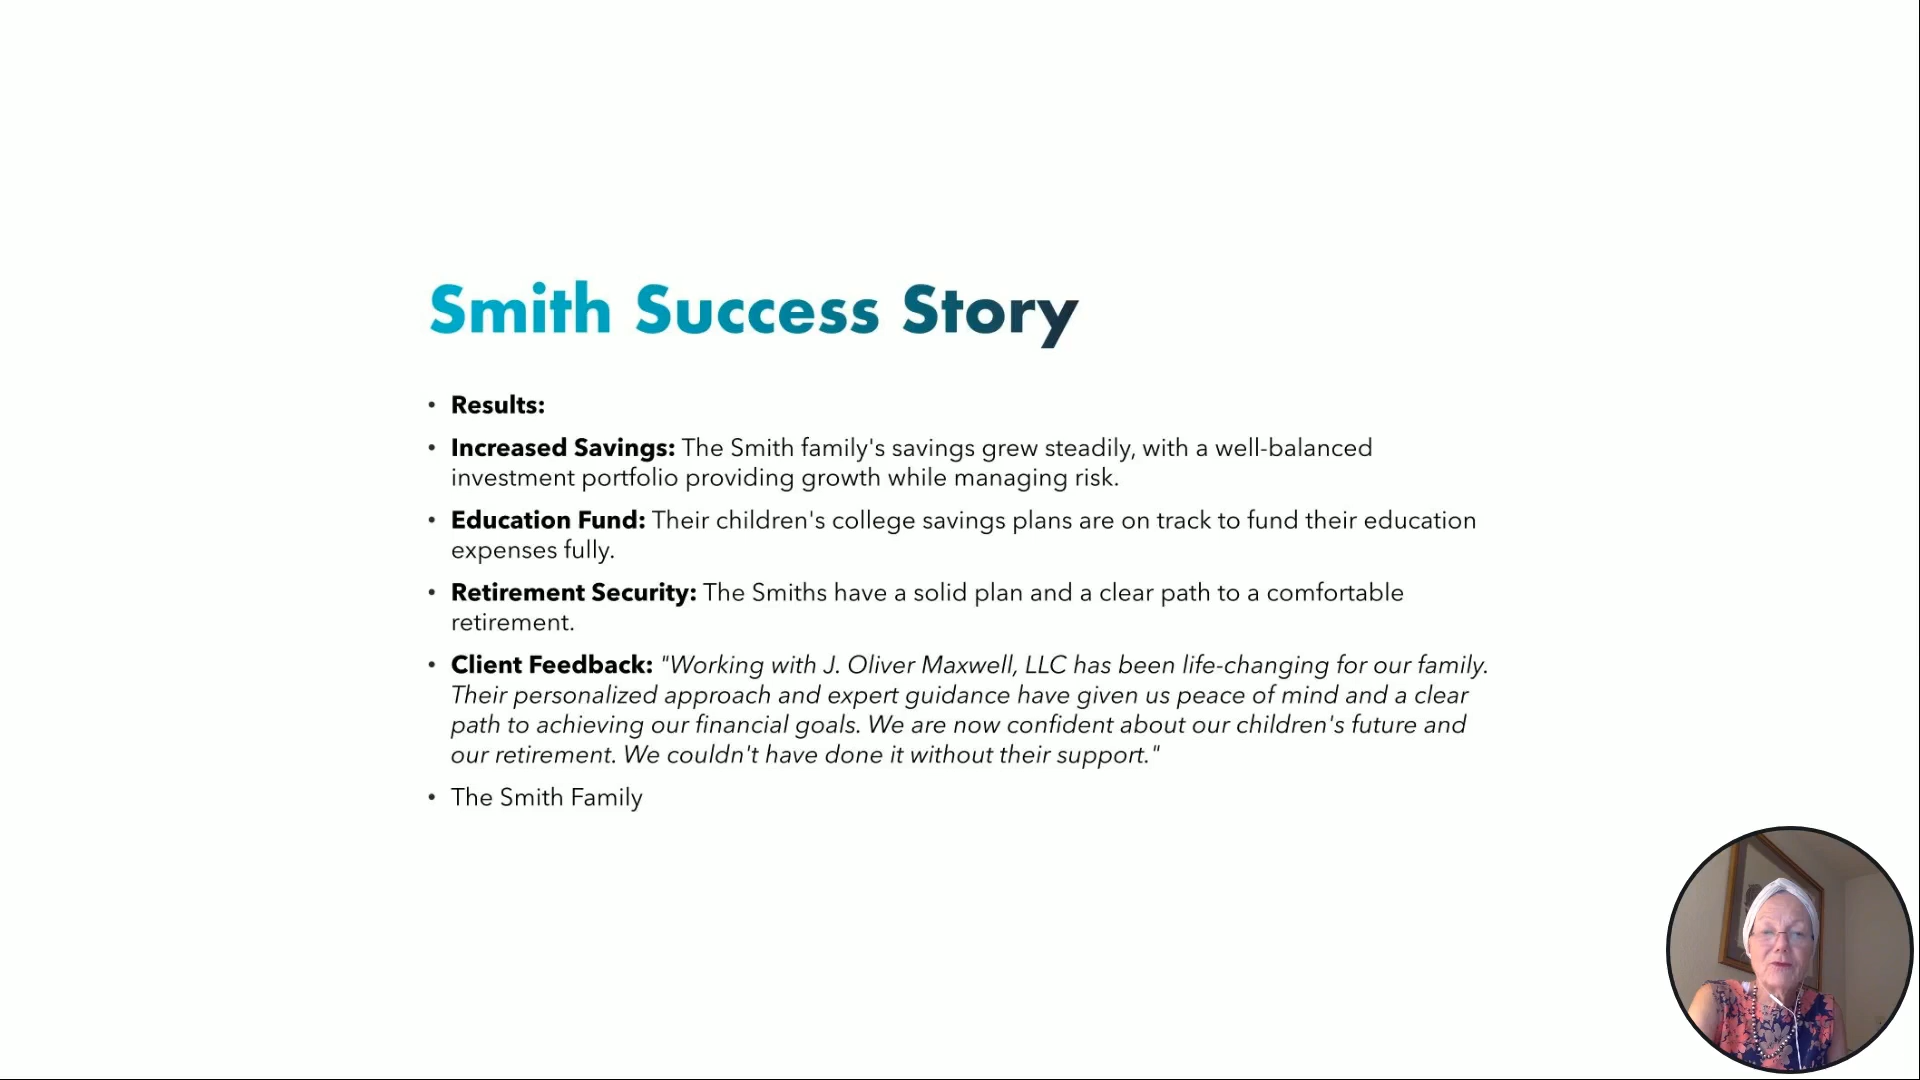 Smith Success Story
• Results:
• Increased Savings: The Smith family's savings grew steadily, with a well-balanced
investment portfolio providing growth while managing risk.
• Education Fund: Their children's college savings plans are on track to fund their education
expenses fully.
• Retirement Security: The Smiths have a solid plan and a clear path to a comfortable
retirement.
• Client Feedback: "Working with J. Oliver Maxwell, LLC has been life-changing for our family.
Their personalized approach and expert guidance have given us peace of mind and a clear
path to achieving our financial goals. We are now confident about our children's future and
our retirement. We couldn't have done it without their support."
• The Smith Family